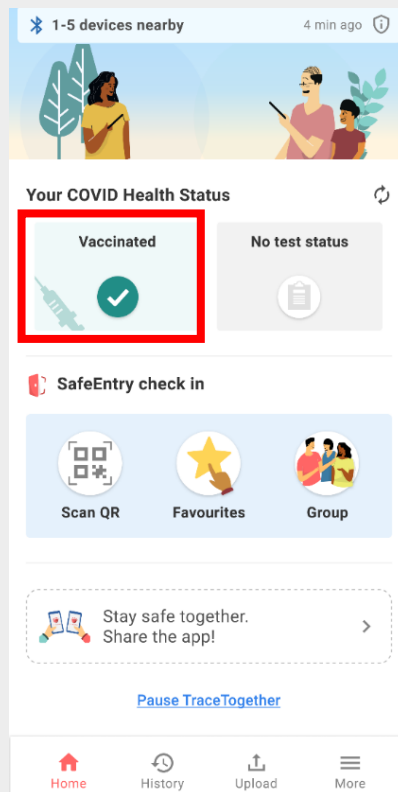 1-5 devices nearby 4 min ago
Your COVID Health Status
Vaccinated
No test status
SafeEntry check in
Scan QR
Favourites
Group
Stay safe together.
Share the app!
Pause TraceTogether
Home
History
Upload
More